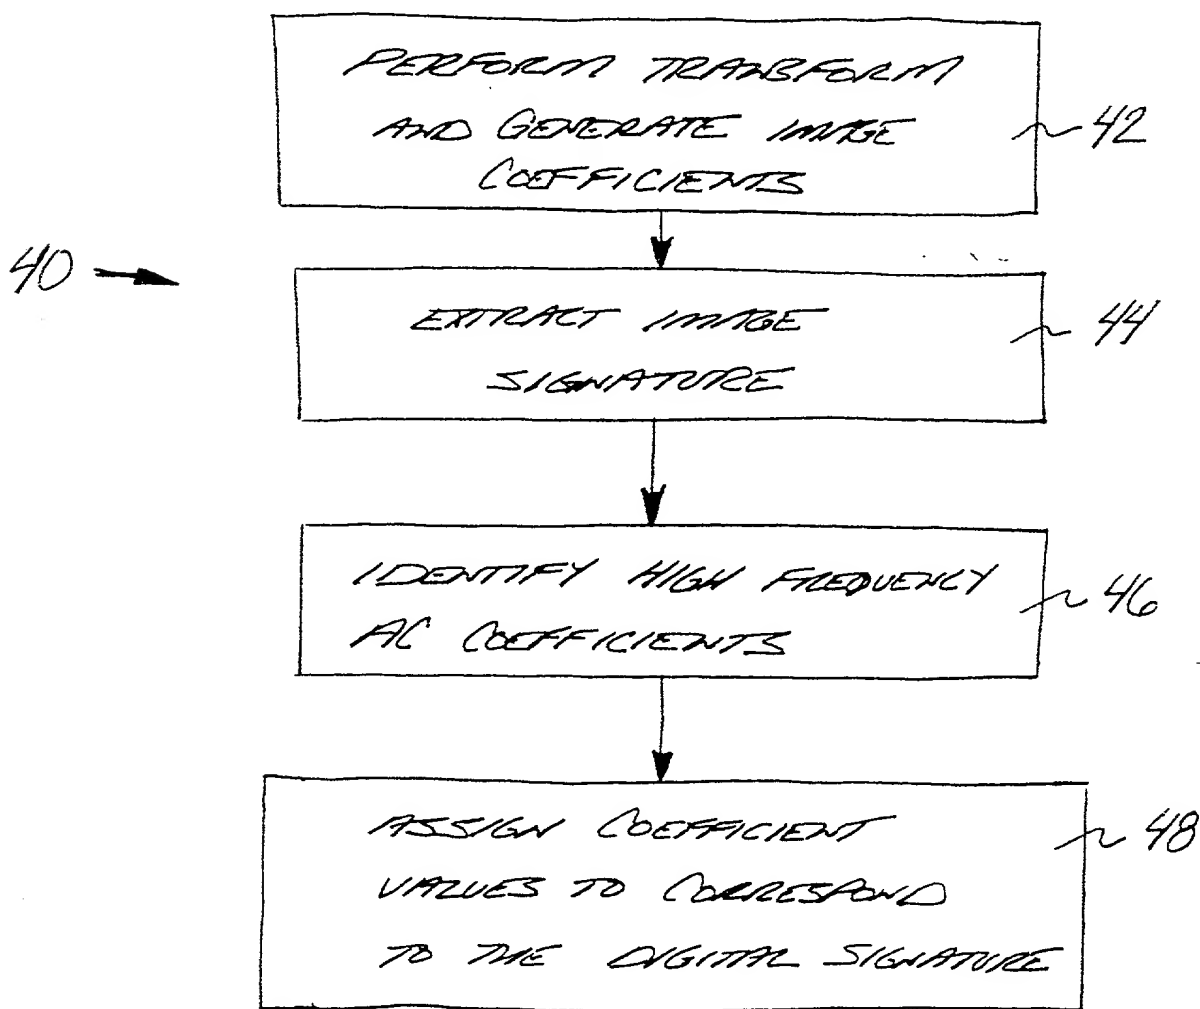 PERFORM TRANSFORM
AND GENERATE IMAGE
COEFFICIENTS
42
40
EXTRACT IMAGE
SIGNATURE
44
IDENTIFY HIGH FREQUENCY
AC COEFFICIENTS
46
ASSIGN COEFFICIENT
VALUES TO CORRESPOND
TO THE DIGITAL SIGNATURE
48